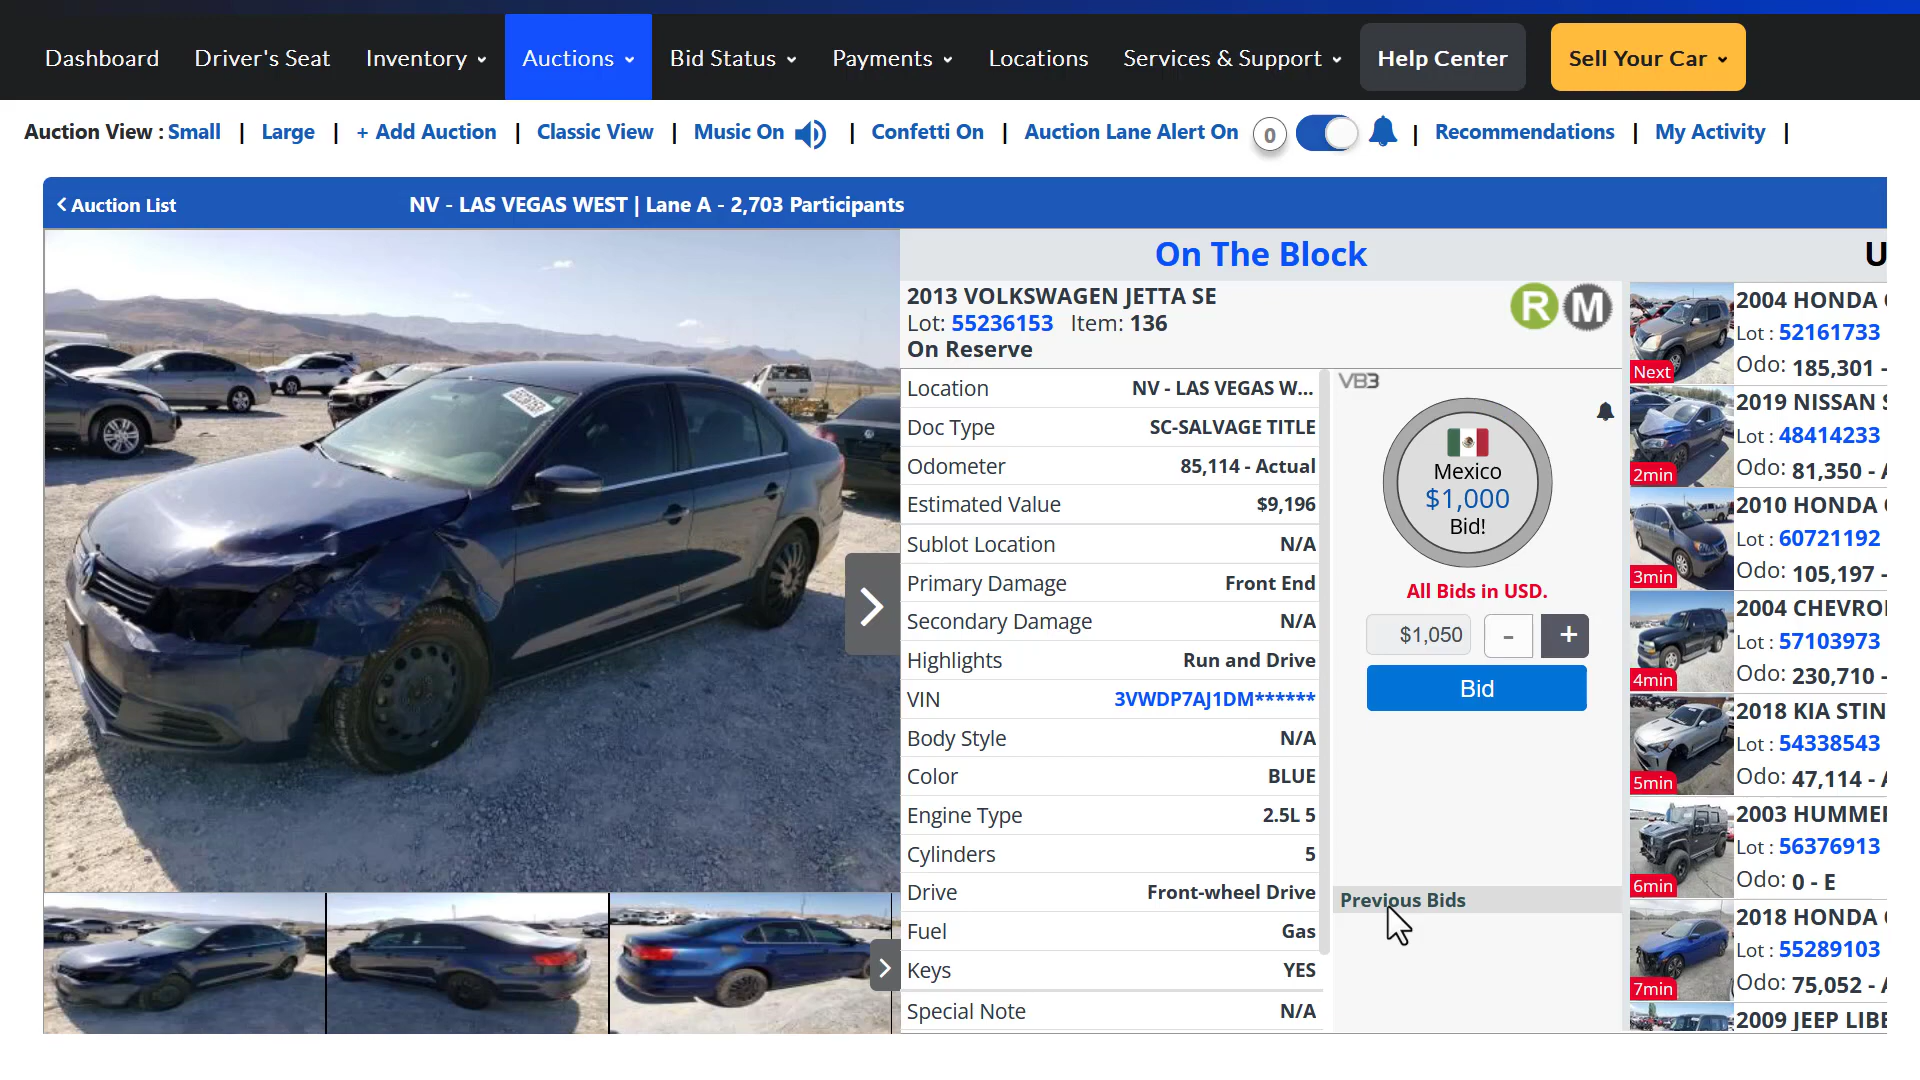 Dashboard Driver's Seat Inventory Auctions Bid Status Payments Locations Services & Support Help Center Sell Your Car
Auction View : Small | Large | + Add Auction | Classic View | Music On | Confetti On | Auction Lane Alert On 0 | Recommendations | My Activity |
< Auction List NV - LAS VEGAS WEST | Lane A - 2,703 Participants
On The Block U
2013 VOLKSWAGEN JETTA SE
Lot: 55236153 Item: 136
On Reserve
R M
Location NV - LAS VEGAS W...
Doc Type SC-SALVAGE TITLE
Odometer 85,114 - Actual
Estimated Value $9,196
Sublot Location N/A
Primary Damage Front End
Secondary Damage N/A
Highlights Run and Drive
VIN 3VWDP7AJ1DM******
Body Style N/A
Color BLUE
Engine Type 2.5L 5
Cylinders 5
Drive Front-wheel Drive
Fuel Gas
Keys YES
Special Note N/A
VB3
Mexico
$1,000
Bid!
All Bids in USD.
$1,050 - +
Bid
Previous Bids
2004 HONDA
Lot : 52161733
Odo: 185,301 -
Next
2019 NISSAN S
Lot : 48414233
Odo: 81,350 - A
2min
2010 HONDA
Lot : 60721192
Odo: 105,197 -
3min
2004 CHEVROL
Lot : 57103973
Odo: 230,710 -
4min
2018 KIA STIN
Lot : 54338543
Odo: 47,114 - A
5min
2003 HUMMER
Lot : 56376913
Odo: 0 - E
6min
2018 HONDA
Lot : 55289103
Odo: 75,052 - A
7min
2009 JEEP LIBE